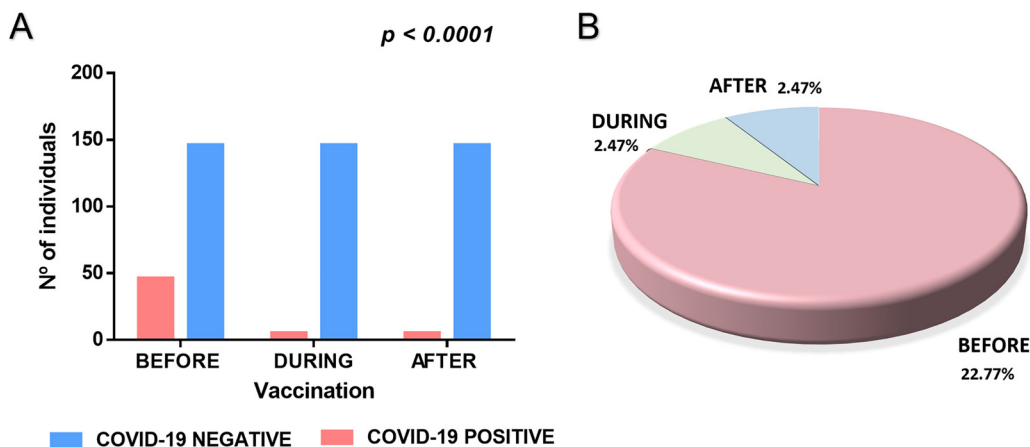 A
p < 0.0001
Nº of individuals
200
150
100
50
0
BEFORE DURING AFTER
Vaccination
COVID-19 NEGATIVE COVID-19 POSITIVE
B
AFTER 2.47%
DURING
2.47%
BEFORE
22.77%